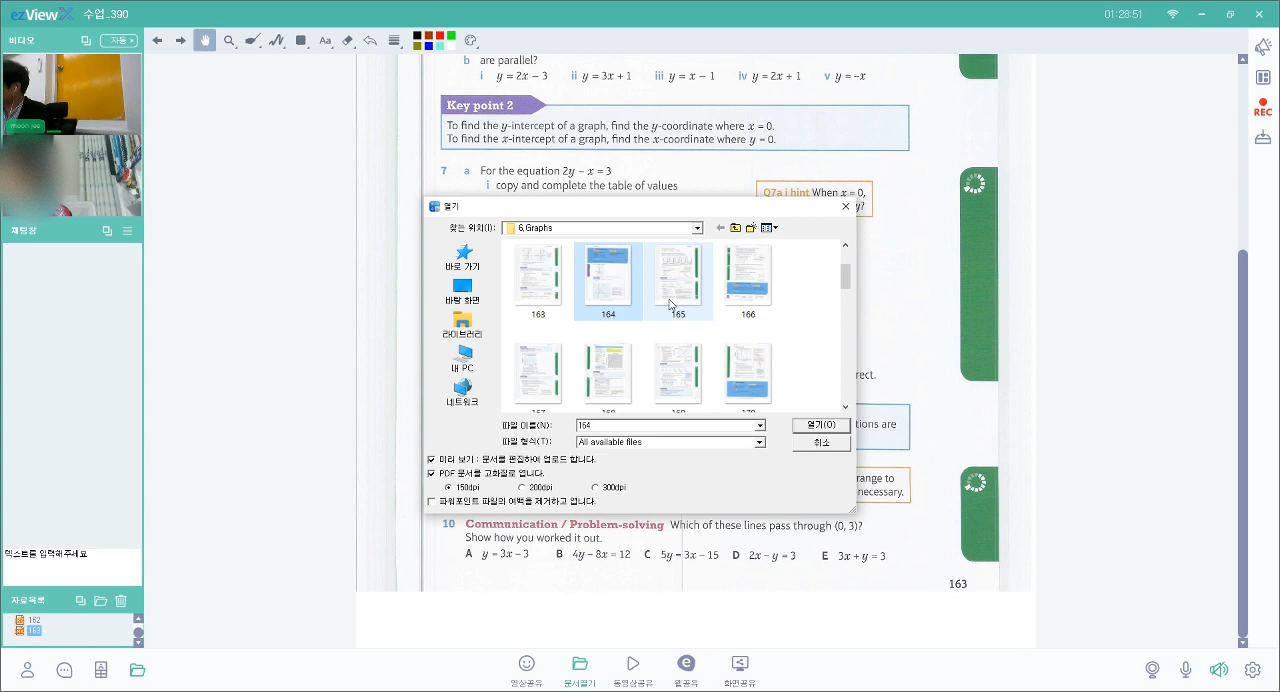 ezViewX 수업_390
01:28:51
비디오
자동
moon jee
Aa
REC
b are parallel?
i y = 2x − 3 ii y = 3x + 1 iii y = x − 1 iv y = 2x + 1 v y = −x
Key point 2
To find the y-intercept of a graph, find the y-coordinate where x = 0.
To find the x-intercept of a graph, find the x-coordinate where y = 0.
7 a For the equation 2y − x = 3
i copy and complete the table of values
Q7a i hint When x = 0,
y?
채팅창
열기
찾는 위치(I):
6.Graphs
바로 가기
바탕 화면
라이브러리
내 PC
네트워크
163
164
165
166
167
168
169
170
파일 이름(N):
164
열기(O)
파일 형식(T):
All available files
취소
미리 보기 : 문서를 편집하여 업로드 합니다.
PDF 문서를 고화질로 엽니다.
150dpi
200dpi
300dpi
파워포인트 파일의 여백을 제거하고 엽니다.
rect.
ions are
range to
necessary.
10 Communication / Problem-solving Which of these lines pass through (0, 3)?
Show how you worked it out.
A y = 3x − 3 B 4y − 8x = 12 C 5y = 3x − 15 D 2x − y = 3 E 3x + y = 3
163
텍스트를 입력해주세요
자료목록
162
163
영상공유
문서열기
동영상공유
웹공유
화면공유